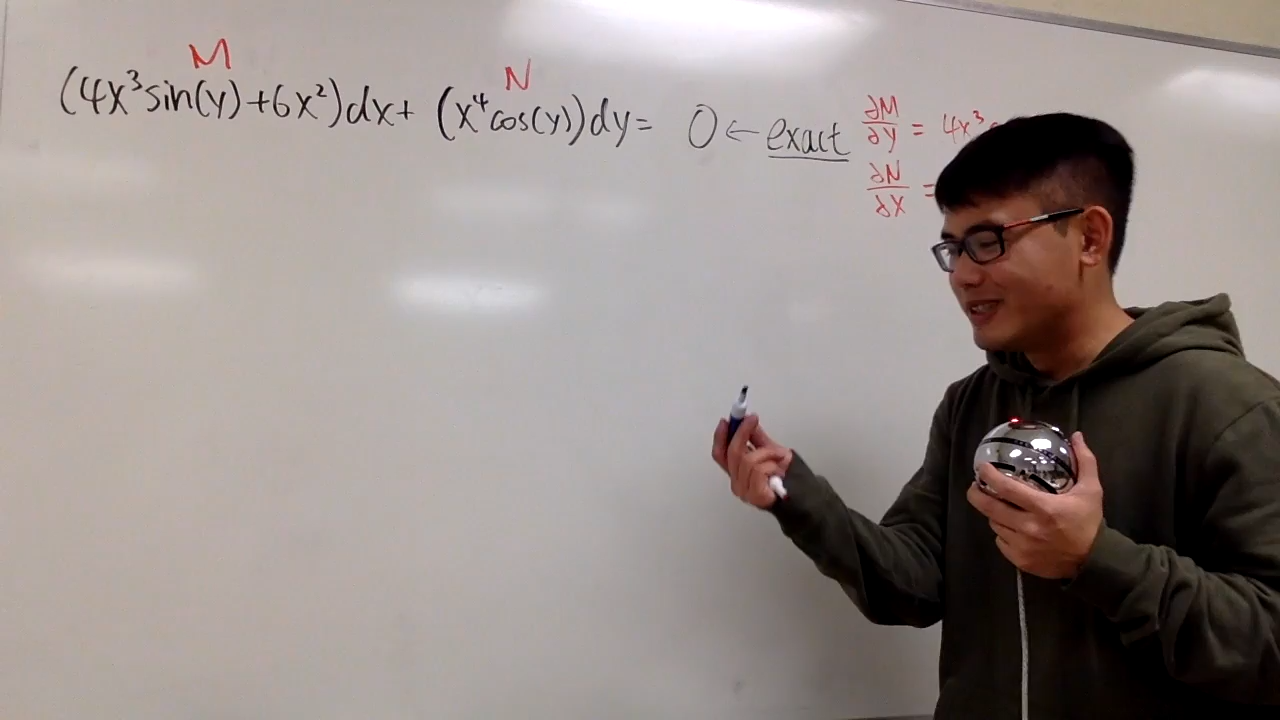 M
N
(4x³sin(y)+6x²)dx+ (x⁴cos(y))dy= 0 ← exact
∂M/∂y = 4x³
∂N/∂x =